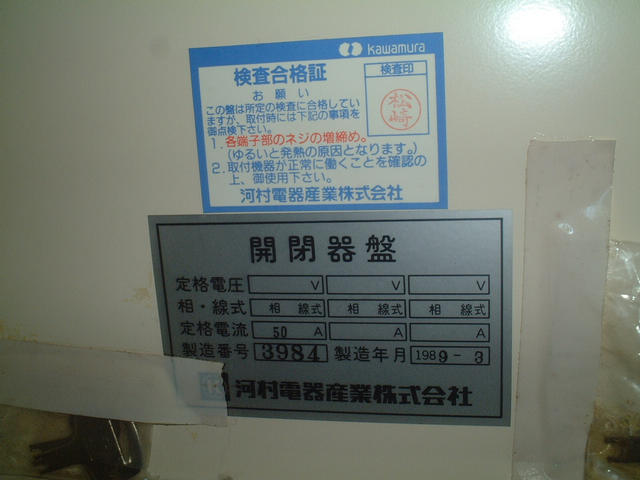 kawamura
検査合格証
検査印
松崎
お願い
この盤は所定の検査に合格していますが、取付時には下記の事項を御点検下さい。
1. 各端子部のネジの増締め。
(ゆるいと発熱の原因となります。)
2. 取付機器が正常に働くことを確認の上、御使用下さい。
河村電器産業株式会社
開閉器盤
定格電圧 V V V
相・線式 相 線式 相 線式 相 線式
定格電流 50 A A A
製造番号 3984 製造年月 1989-3
河村電器産業株式会社